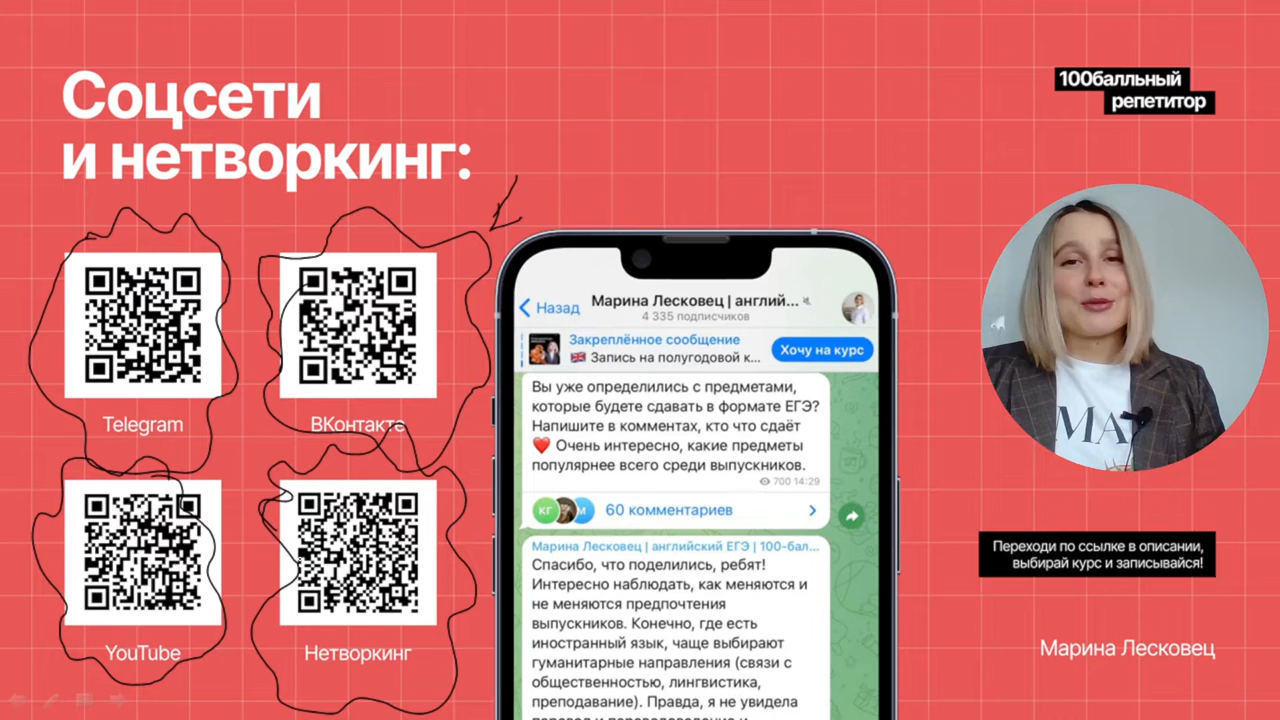 Соцсети
и нетворкинг:
100балльный
репетитор
Telegram
ВКонтакте
YouTube
Нетворкинг
Назад
Марина Лесковец | англий...
4 335 подписчиков
Закреплённое сообщение
🇬🇧 Запись на полугодовой к...
Хочу на курс
Вы уже определились с предметами,
которые будете сдавать в формате ЕГЭ?
Напишите в комментах, кто что сдаёт
❤️ Очень интересно, какие предметы
популярнее всего среди выпускников.
700 14:29
КГ
М
60 комментариев
Марина Лесковец | английский ЕГЭ | 100-бал...
Спасибо, что поделились, ребят!
Интересно наблюдать, как меняются и
не меняются предпочтения
выпускников. Конечно, где есть
иностранный язык, чаще выбирают
гуманитарные направления (связи с
общественностью, лингвистика,
преподавание). Правда, я не увидела
MA
Переходи по ссылке в описании,
выбирай курс и записывайся!
Марина Лесковец